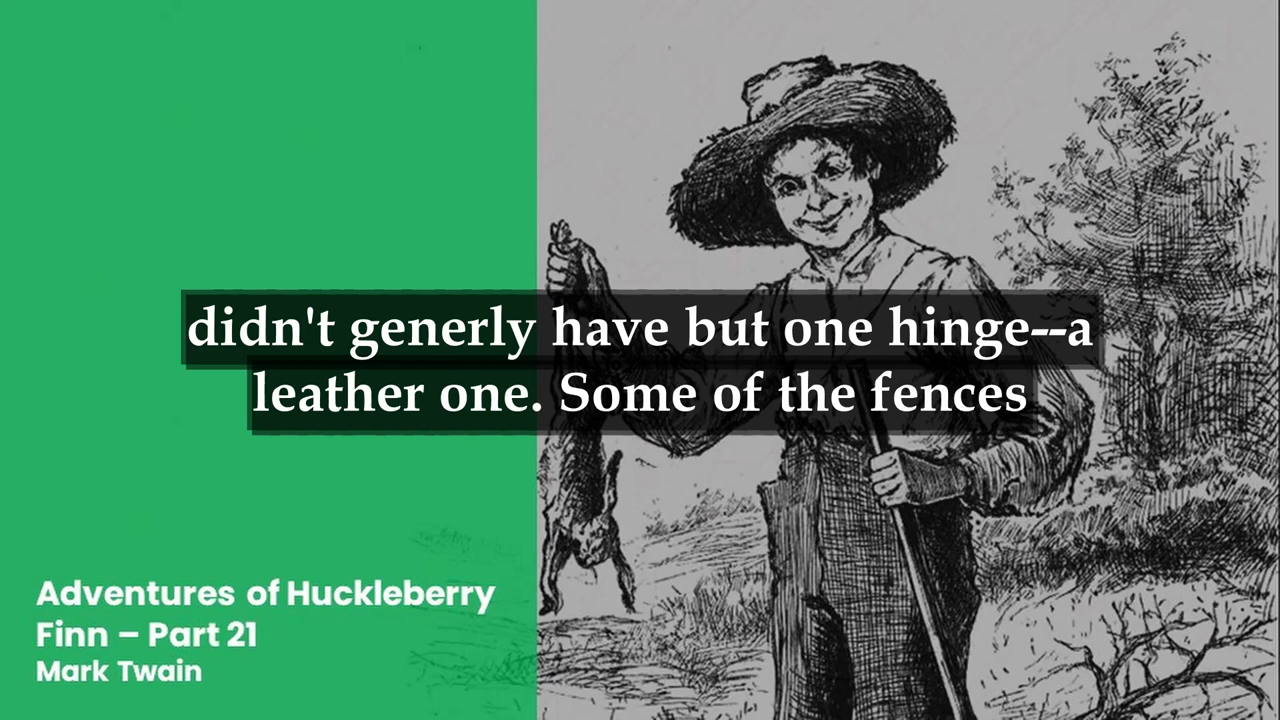 didn't generly have but one hinge--a
leather one. Some of the fences
Adventures of Huckleberry
Finn – Part 21
Mark Twain